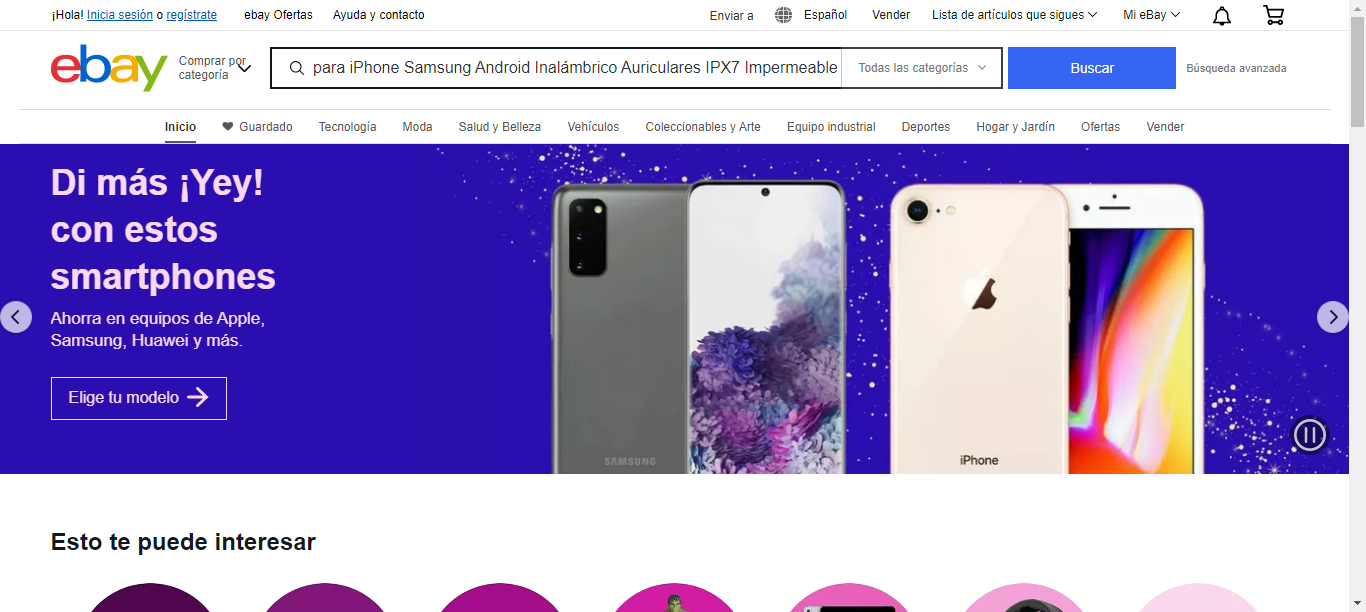 ¡Hola! Inicia sesión o regístrate ebay Ofertas Ayuda y contacto Enviar a Español Vender Lista de artículos que sigues Mi eBay
ebay Comprar por categoría para iPhone Samsung Android Inalámbrico Auriculares IPX7 Impermeable Todas las categorías Buscar Búsqueda avanzada
Inicio Guardado Tecnología Moda Salud y Belleza Vehículos Coleccionables y Arte Equipo industrial Deportes Hogar y Jardín Ofertas Vender
Di más ¡Yey!
con estos
smartphones
Ahorra en equipos de Apple,
Samsung, Huawei y más.
Elige tu modelo
SAMSUNG
iPhone
Esto te puede interesar